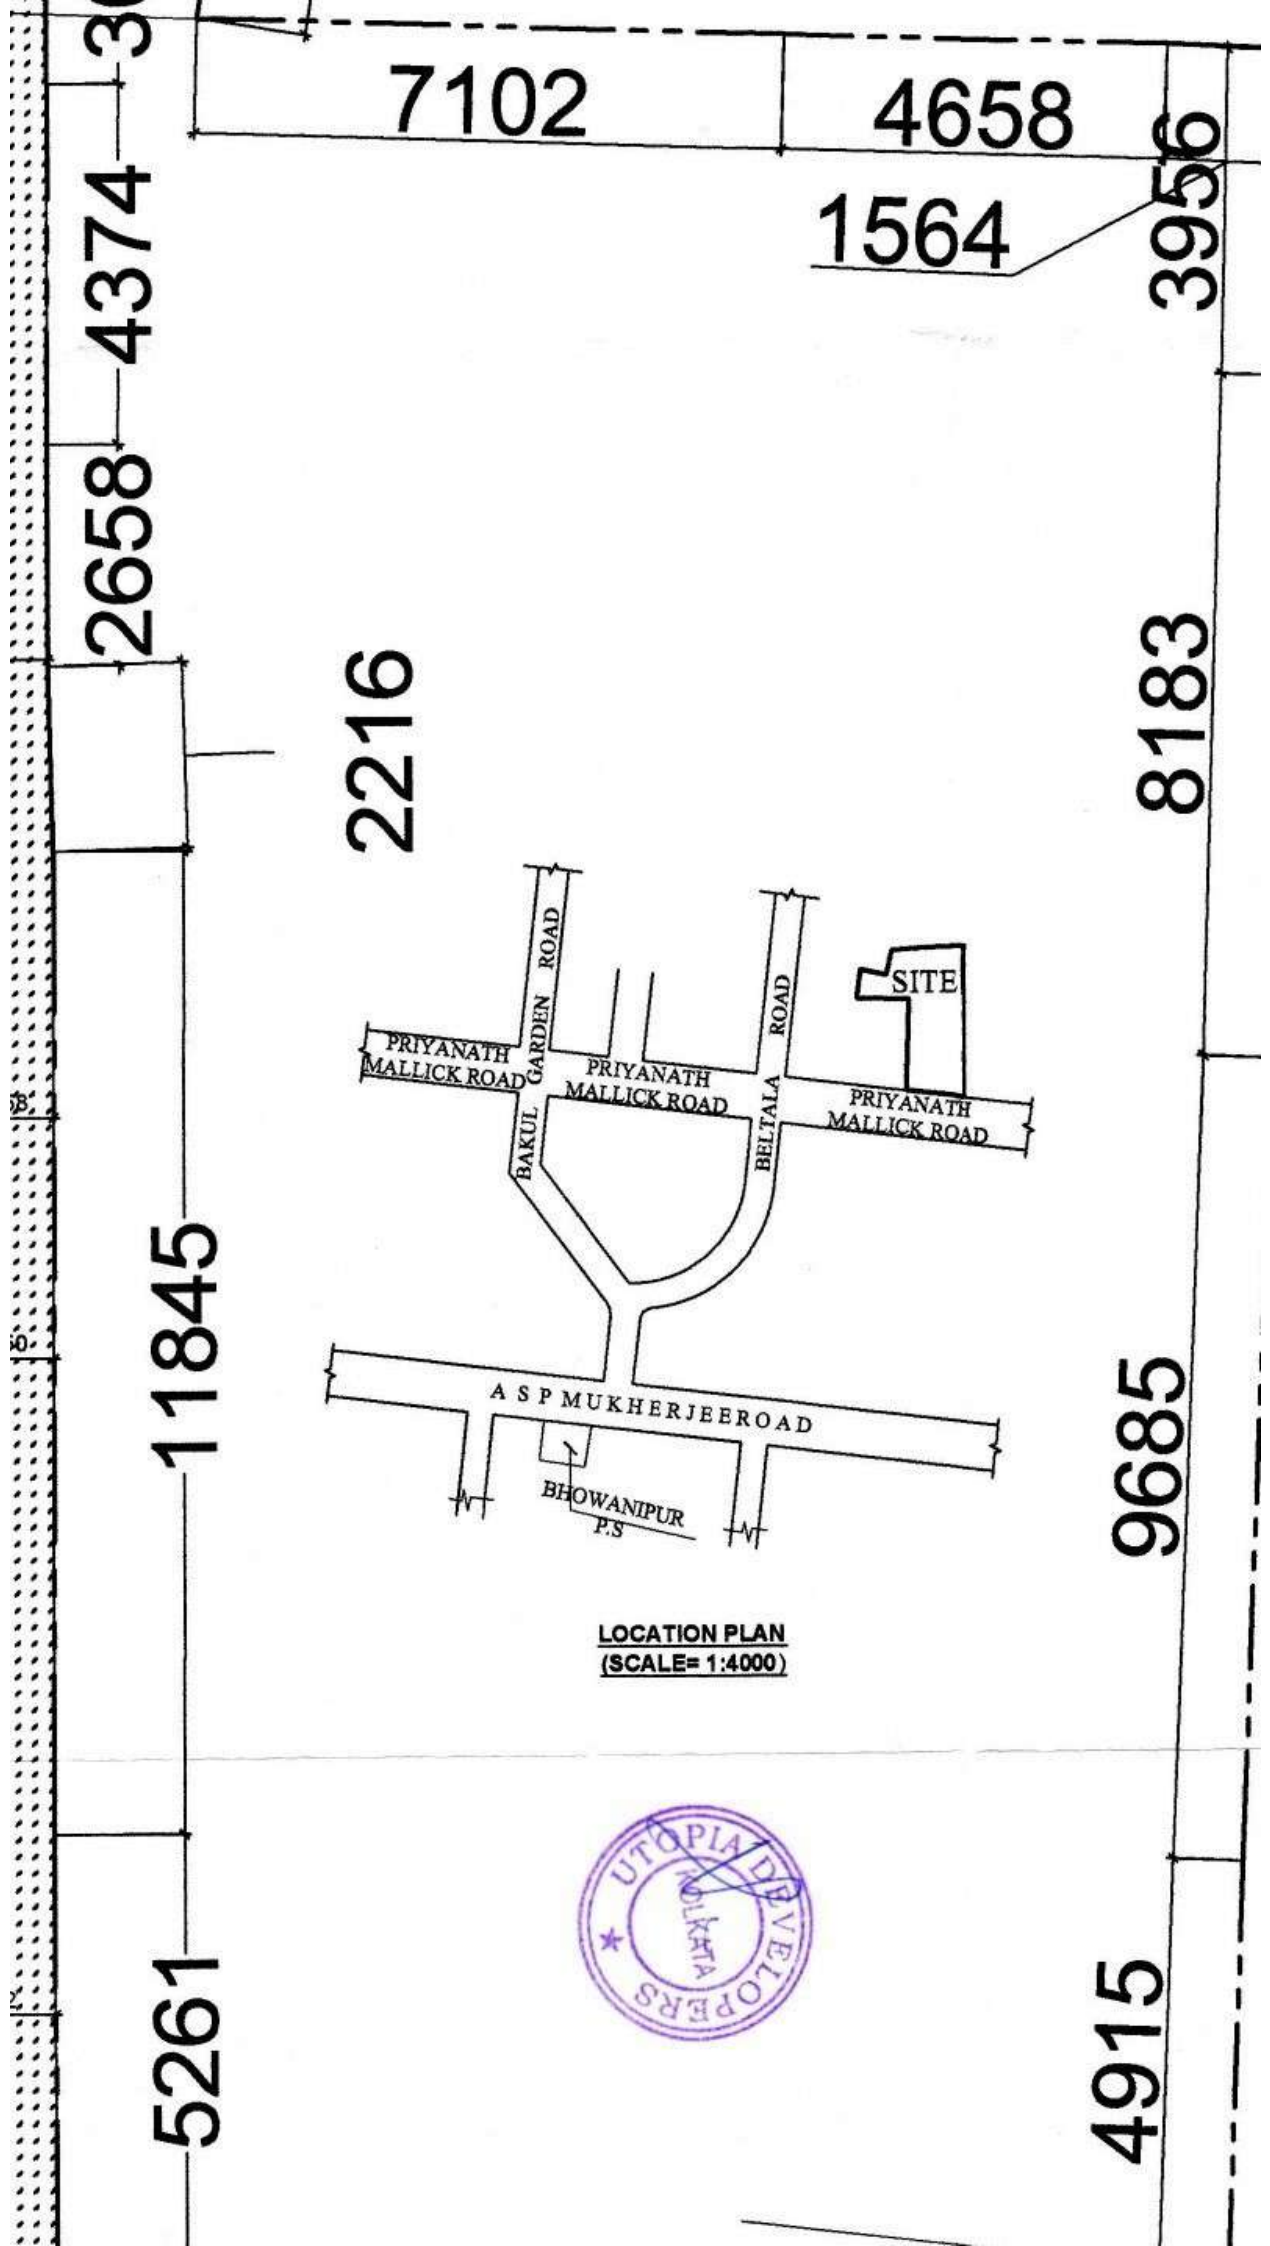 7102
4658
3956
1564
4374
2658
2216
8183
BAKUL GARDEN ROAD
BELTALA ROAD
SITE
PRIYANATH
MALLICK ROAD
PRIYANATH
MALLICK ROAD
PRIYANATH
MALLICK ROAD
11845
A S P MUKHERJEEROAD
9685
BHOWANIPUR
P.S
LOCATION PLAN
(SCALE= 1:4000)
UTOPIA DEVELOPERS
KOLKATA
5261
4915